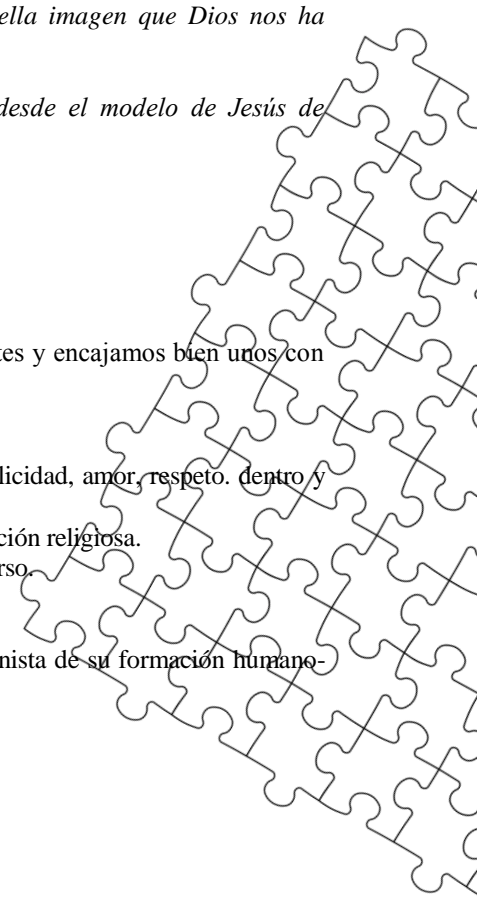 ella imagen que Dios nos ha
desde el modelo de Jesús de
tes y encajamos bien unos con
licidad, amor, respeto. dentro y
ción religiosa.
rso.
nista de su formación humano-